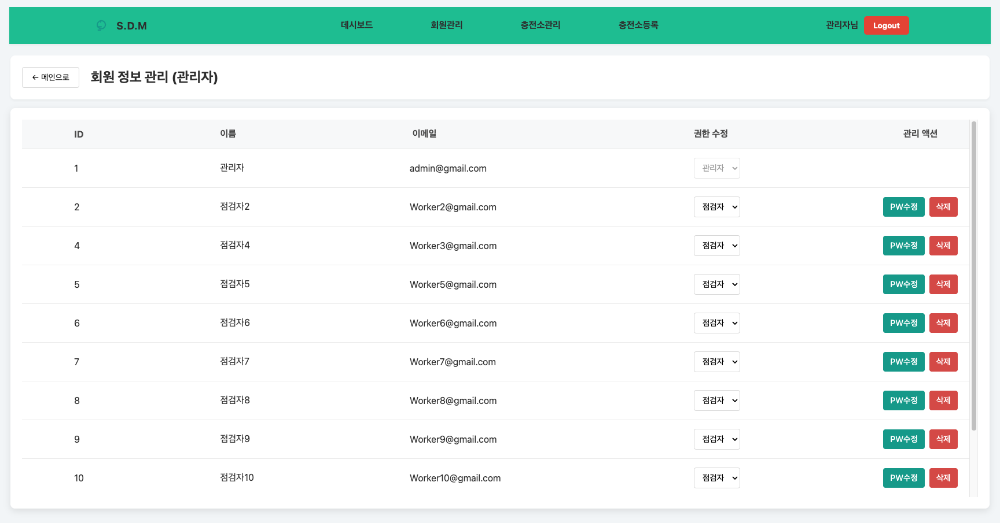 S.D.M 데시보드 회원관리 충전소관리 충전소등록 관리자님 Logout
← 메인으로 회원 정보 관리 (관리자)
ID 이름 이메일 권한 수정 관리 액션
1 관리자 admin@gmail.com 관리자
2 점검자2 Worker2@gmail.com 점검자 PW수정 삭제
4 점검자4 Worker3@gmail.com 점검자 PW수정 삭제
5 점검자5 Worker5@gmail.com 점검자 PW수정 삭제
6 점검자6 Worker6@gmail.com 점검자 PW수정 삭제
7 점검자7 Worker7@gmail.com 점검자 PW수정 삭제
8 점검자8 Worker8@gmail.com 점검자 PW수정 삭제
9 점검자9 Worker9@gmail.com 점검자 PW수정 삭제
10 점검자10 Worker10@gmail.com 점검자 PW수정 삭제